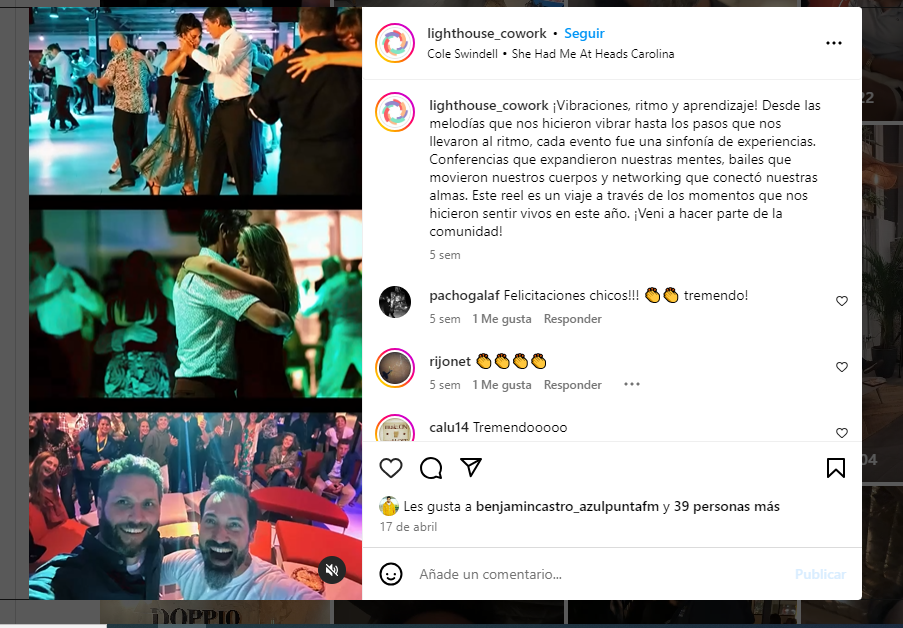 lighthouse_cowork • Seguir
Cole Swindell • She Had Me At Heads Carolina
lighthouse_cowork ¡Vibraciones, ritmo y aprendizaje! Desde las
melodías que nos hicieron vibrar hasta los pasos que nos
llevaron al ritmo, cada evento fue una sinfonía de experiencias.
Conferencias que expandieron nuestras mentes, bailes que
movieron nuestros cuerpos y networking que conectó nuestras
almas. Este reel es un viaje a través de los momentos que nos
hicieron sentir vivos en este año. ¡Veni a hacer parte de la
comunidad!
5 sem
pachogalaf Felicitaciones chicos!!! 👏👏 tremendo!
5 sem 1 Me gusta Responder
rijonet 👏👏👏👏
5 sem 1 Me gusta Responder
calu14 Tremendooooo
Les gusta a benjamincastro_azulpuntafm y 39 personas más
17 de abril
Añade un comentario... Publicar
22
04
DOPPIO